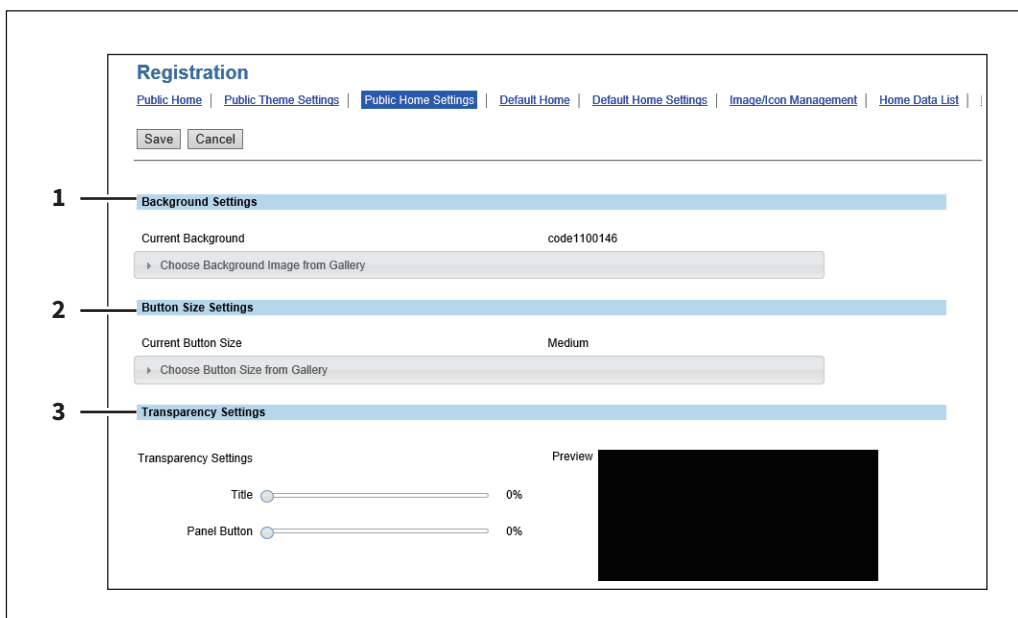 Registration
Public Home | Public Theme Settings | Public Home Settings | Default Home | Default Home Settings | Image/Icon Management | Home Data List |
Save Cancel
1 Background Settings
Current Background code1100146
Choose Background Image from Gallery
2 Button Size Settings
Current Button Size Medium
Choose Button Size from Gallery
3 Transparency Settings
Transparency Settings Preview
Title 0%
Panel Button 0%